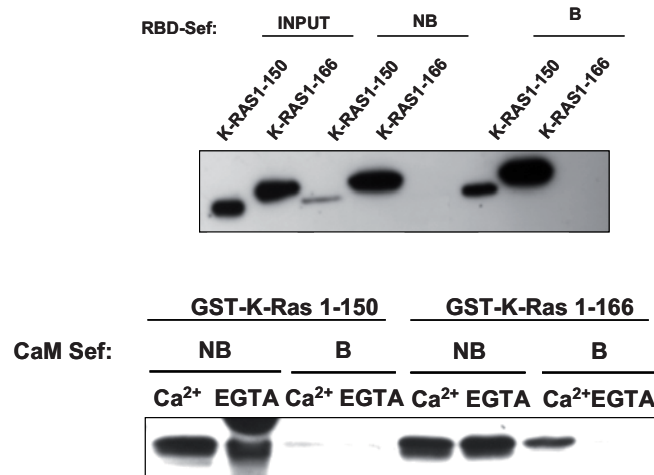 RBD-Sef: INPUT NB B
K-RAS1-150 K-RAS1-166 K-RAS1-150 K-RAS1-166 K-RAS1-150 K-RAS1-166
GST-K-Ras 1-150 GST-K-Ras 1-166
CaM Sef: NB B NB B
Ca²⁺ EGTA Ca²⁺ EGTA Ca²⁺ EGTA Ca²⁺EGTA